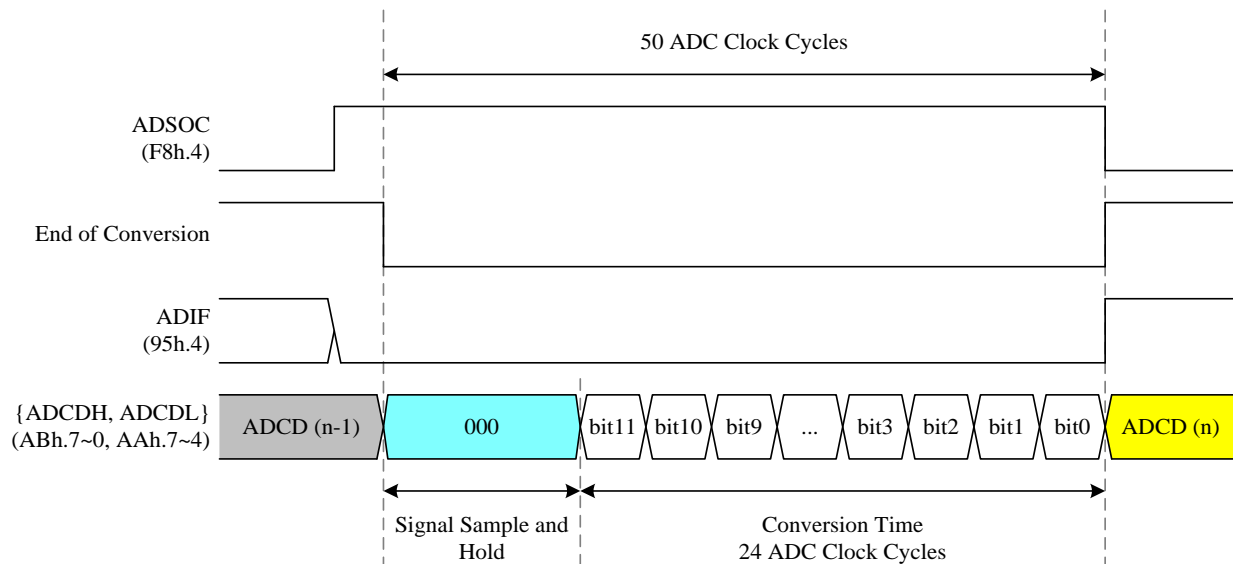 50 ADC Clock Cycles
ADSOC
(F8h.4)
End of Conversion
ADIF
(95h.4)
{ADCDH, ADCDL}
(ABh.7~0, AAh.7~4)
ADCD (n-1)
000
bit11
bit10
bit9
...
bit3
bit2
bit1
bit0
ADCD (n)
Signal Sample and
Hold
Conversion Time
24 ADC Clock Cycles